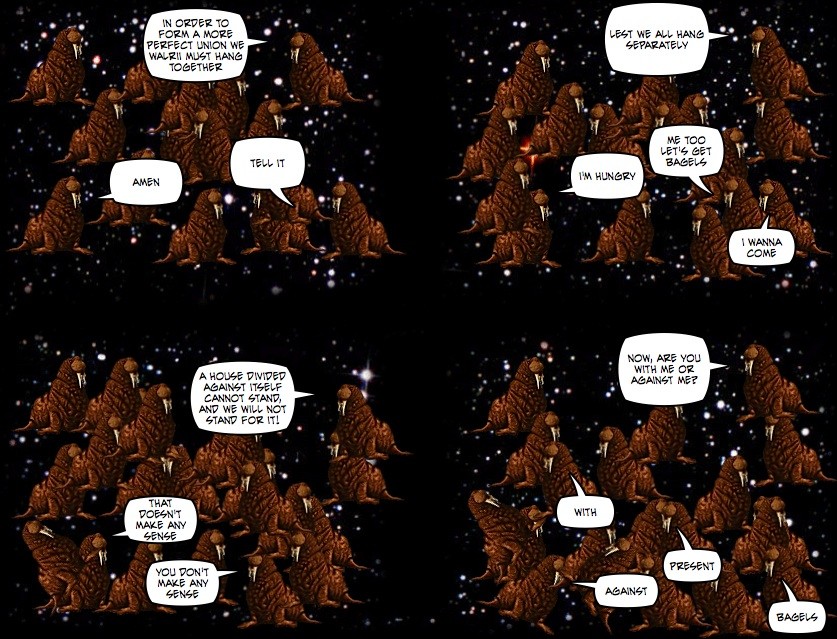 IN ORDER TO
FORM A MORE
PERFECT UNION WE
WALRII MUST HANG
TOGETHER
TELL IT
AMEN
LEST WE ALL HANG
SEPARATELY
ME TOO
LET'S GET
BAGELS
I'M HUNGRY
I WANNA
COME
A HOUSE DIVIDED
AGAINST ITSELF
CANNOT STAND,
AND WE WILL NOT
STAND FOR IT!
THAT
DOESN'T
MAKE ANY
SENSE
YOU DON'T
MAKE ANY
SENSE
NOW, ARE YOU
WITH ME OR
AGAINST ME?
WITH
PRESENT
AGAINST
BAGELS